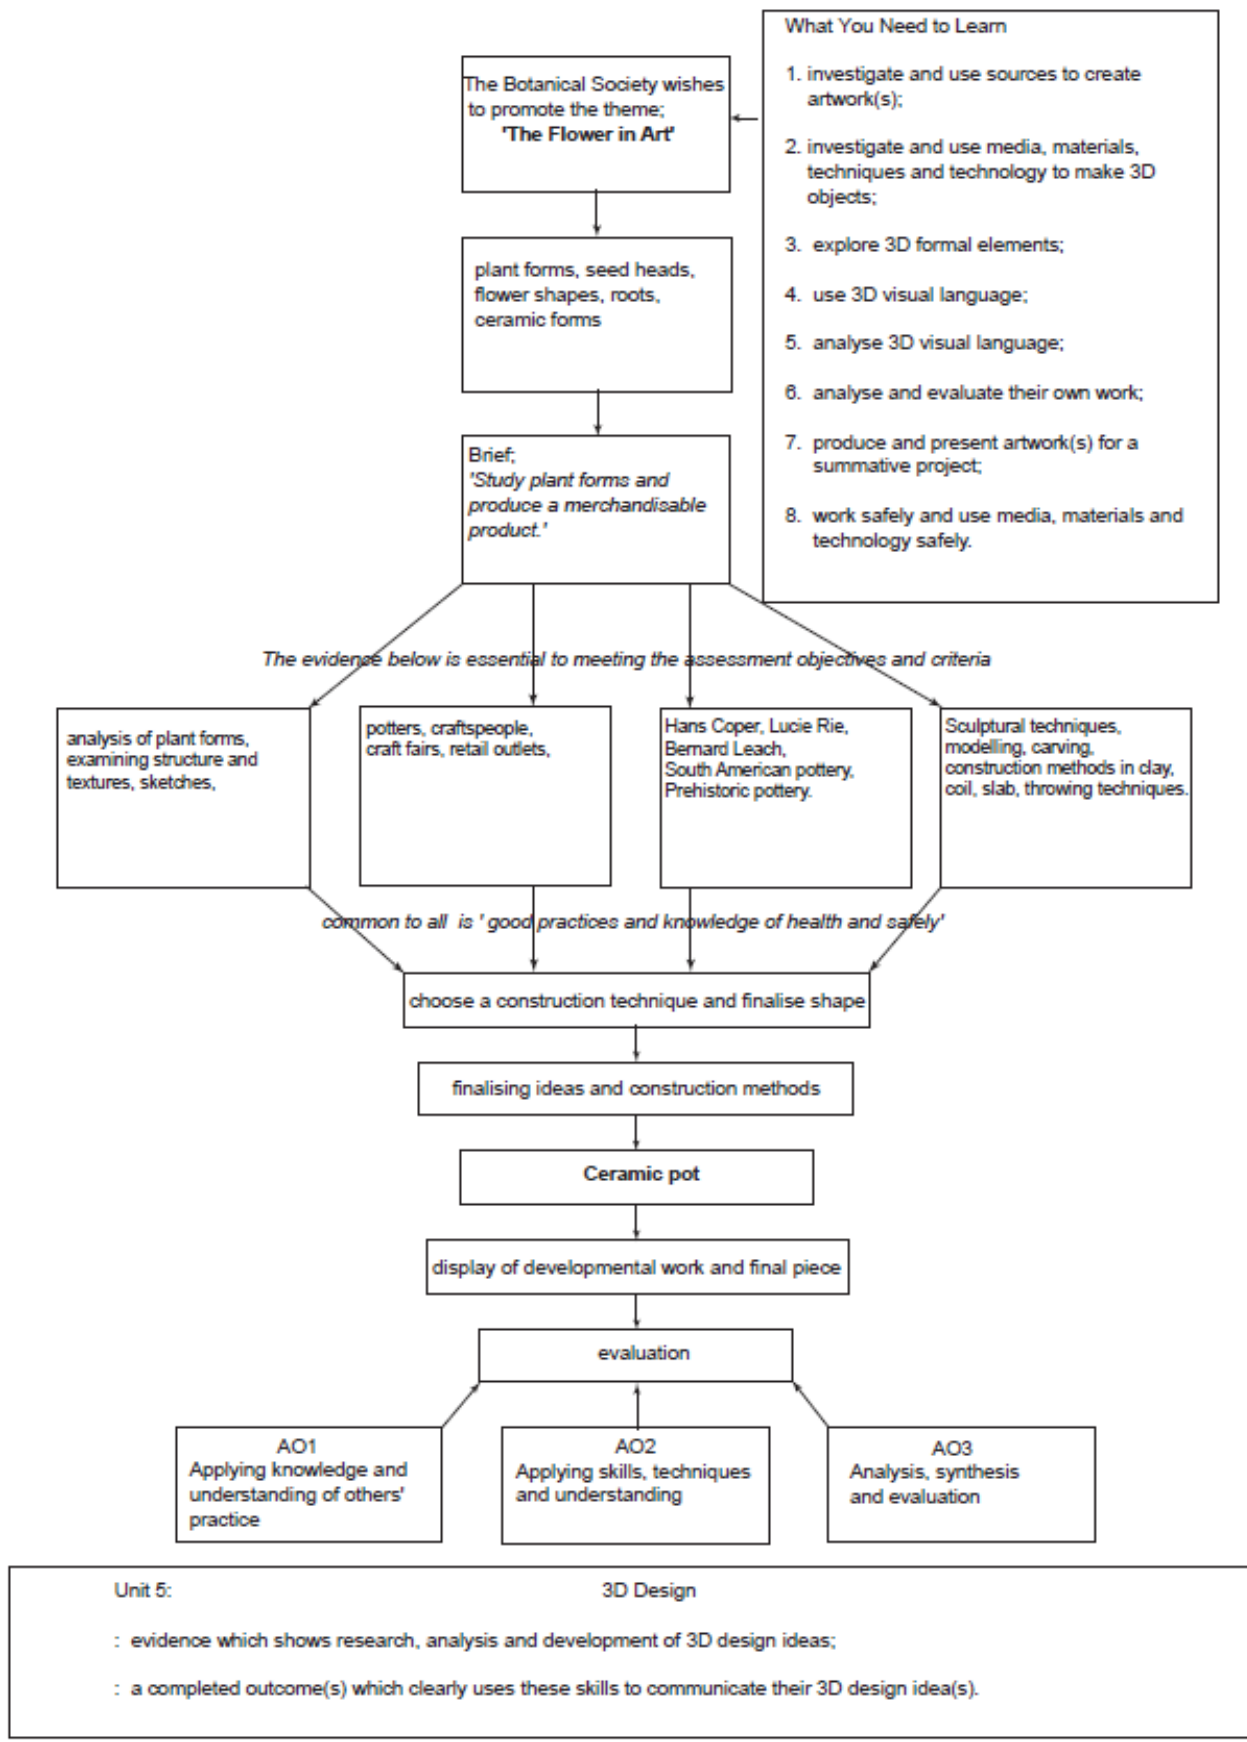 What You Need to Learn
1. investigate and use sources to create
artwork(s);
2. investigate and use media, materials,
techniques and technology to make 3D
objects;
3. explore 3D formal elements;
4. use 3D visual language;
5. analyse 3D visual language;
6. analyse and evaluate their own work;
7. produce and present artwork(s) for a
summative project;
8. work safely and use media, materials and
technology safely.
The Botanical Society wishes
to promote the theme;
'The Flower in Art'
plant forms, seed heads,
flower shapes, roots,
ceramic forms
Brief;
'Study plant forms and
produce a merchandisable
product.'
The evidence below is essential to meeting the assessment objectives and criteria
analysis of plant forms,
examining structure and
textures, sketches,
potters, craftspeople,
craft fairs, retail outlets,
Hans Coper, Lucie Rie,
Bernard Leach,
South American pottery,
Prehistoric pottery.
Sculptural techniques,
modelling, carving,
construction methods in clay,
coil, slab, throwing techniques.
common to all is ' good practices and knowledge of health and safely'
choose a construction technique and finalise shape
finalising ideas and construction methods
Ceramic pot
display of developmental work and final piece
evaluation
AO1
Applying knowledge and
understanding of others'
practice
AO2
Applying skills, techniques
and understanding
AO3
Analysis, synthesis
and evaluation
Unit 5: 3D Design
: evidence which shows research, analysis and development of 3D design ideas;
: a completed outcome(s) which clearly uses these skills to communicate their 3D design idea(s).